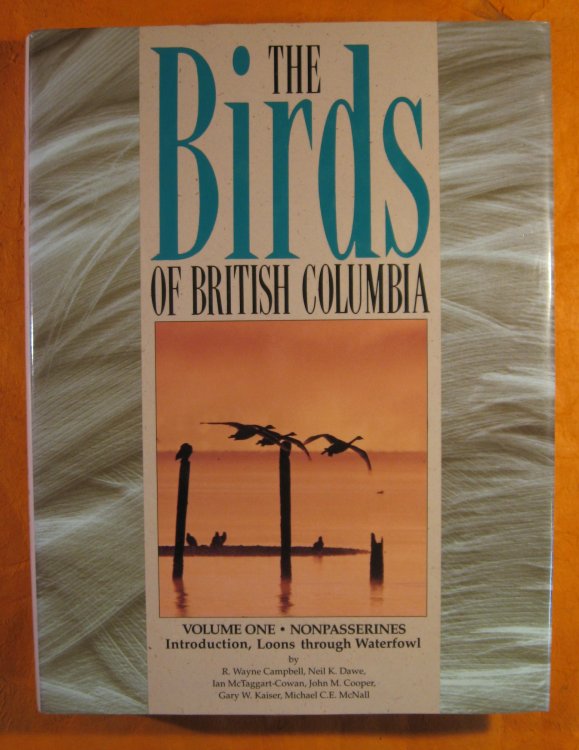 THE
Birds
OF BRITISH COLUMBIA
VOLUME ONE • NONPASSERINES
Introduction, Loons through Waterfowl
by
R. Wayne Campbell, Neil K. Dawe,
Ian McTaggart-Cowan, John M. Cooper,
Gary W. Kaiser, Michael C.E. McNall